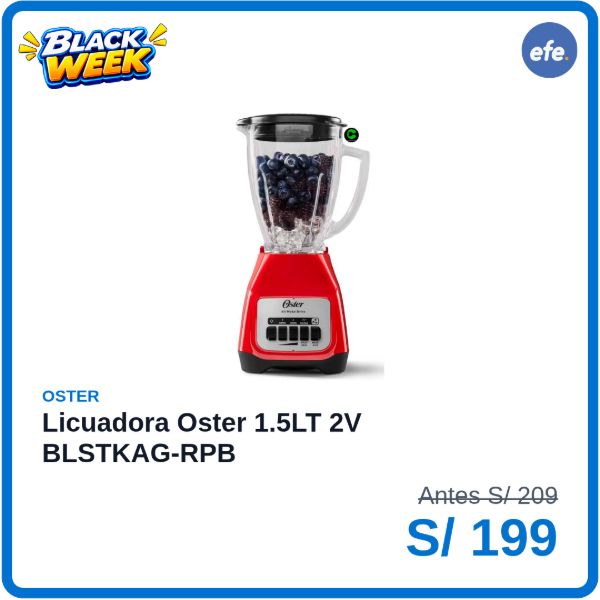 BLACK
WEEK
efe.
Oster
OSTER
Licuadora Oster 1.5LT 2V
BLSTKAG-RPB
Antes S/ 209
S/ 199